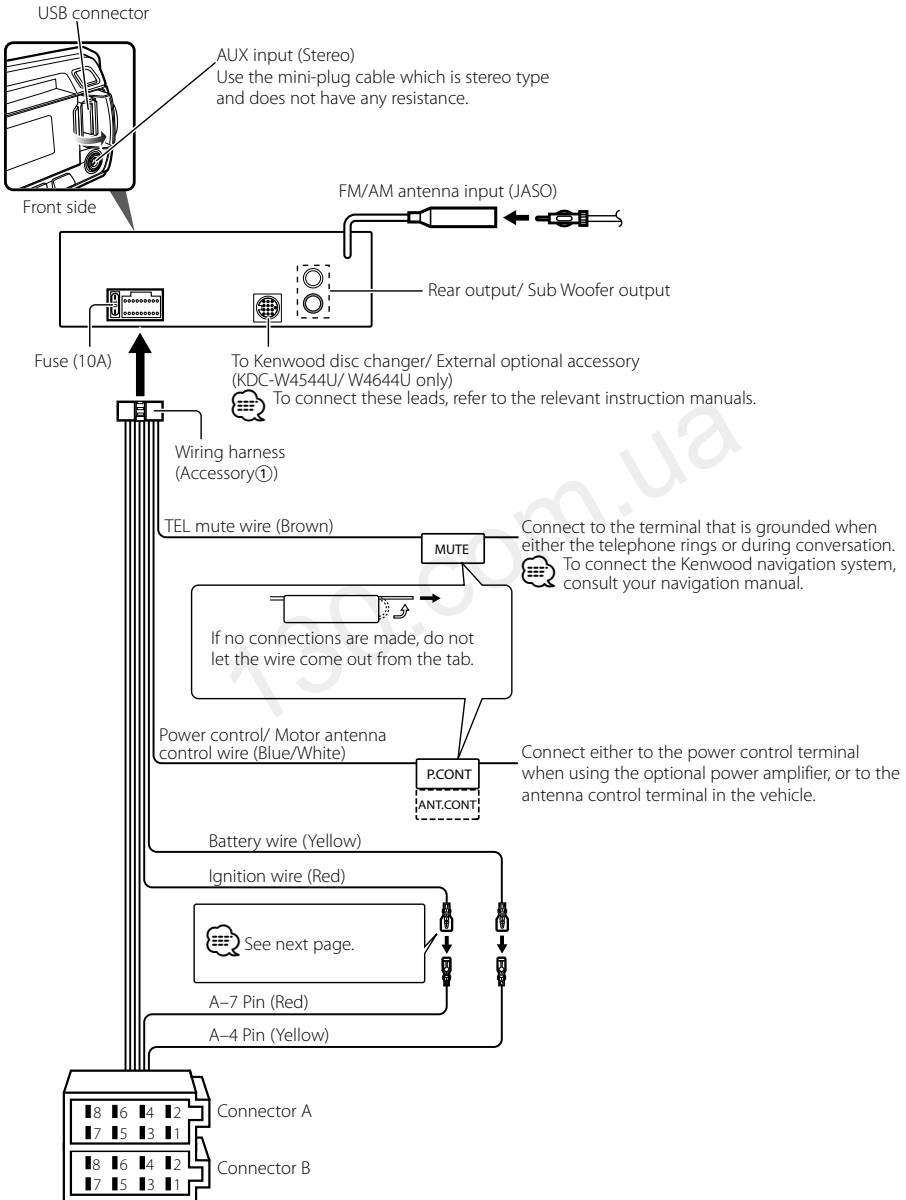 USB connector
AUX input (Stereo)
Use the mini-plug cable which is stereo type
and does not have any resistance.
Front side
FM/AM antenna input (JASO)
Rear output/ Sub Woofer output
Fuse (10A)
To Kenwood disc changer/ External optional accessory
(KDC-W4544U/ W4644U only)
To connect these leads, refer to the relevant instruction manuals.
Wiring harness
(Accessory①)
TEL mute wire (Brown)
MUTE
Connect to the terminal that is grounded when
either the telephone rings or during conversation.
To connect the Kenwood navigation system,
consult your navigation manual.
If no connections are made, do not
let the wire come out from the tab.
Power control/ Motor antenna
control wire (Blue/White)
P.CONT
ANT.CONT
Connect either to the power control terminal
when using the optional power amplifier, or to the
antenna control terminal in the vehicle.
Battery wire (Yellow)
Ignition wire (Red)
See next page.
A–7 Pin (Red)
A–4 Pin (Yellow)
8 6 4 2
7 5 3 1
Connector A
8 6 4 2
7 5 3 1
Connector B
130.com.ua